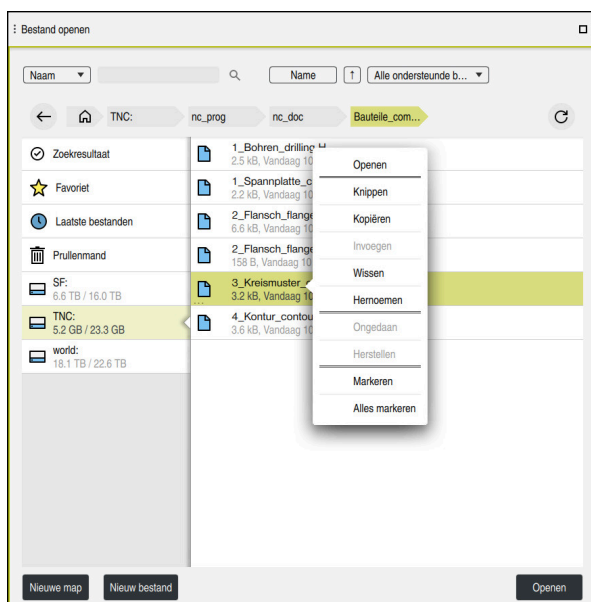 Bestand openen
Naam Name ↑ Alle ondersteunde b...
TNC: nc_prog nc_doc Bauteile_com...
Zoekresultaat
Favoriet
Laatste bestanden
Prullenmand
SF:
6.6 TB / 16.0 TB
TNC:
5.2 GB / 23.3 GB
world:
18.1 TB / 22.6 TB
1_Bohren_drilling.H
2.5 kB, Vandaag 10
1_Spannplatte_c
2.2 kB, Vandaag 10
2_Flansch_flange
6.6 kB, Vandaag 10
2_Flansch_flange
158 B, Vandaag 10
3_Kreismuster_
3.2 kB, Vandaag 10
4_Kontur_contou
3.6 kB, Vandaag 10
Openen
Knippen
Kopiëren
Invoegen
Wissen
Hernoemen
Ongedaan
Herstellen
Markeren
Alles markeren
Nieuwe map Nieuw bestand Openen